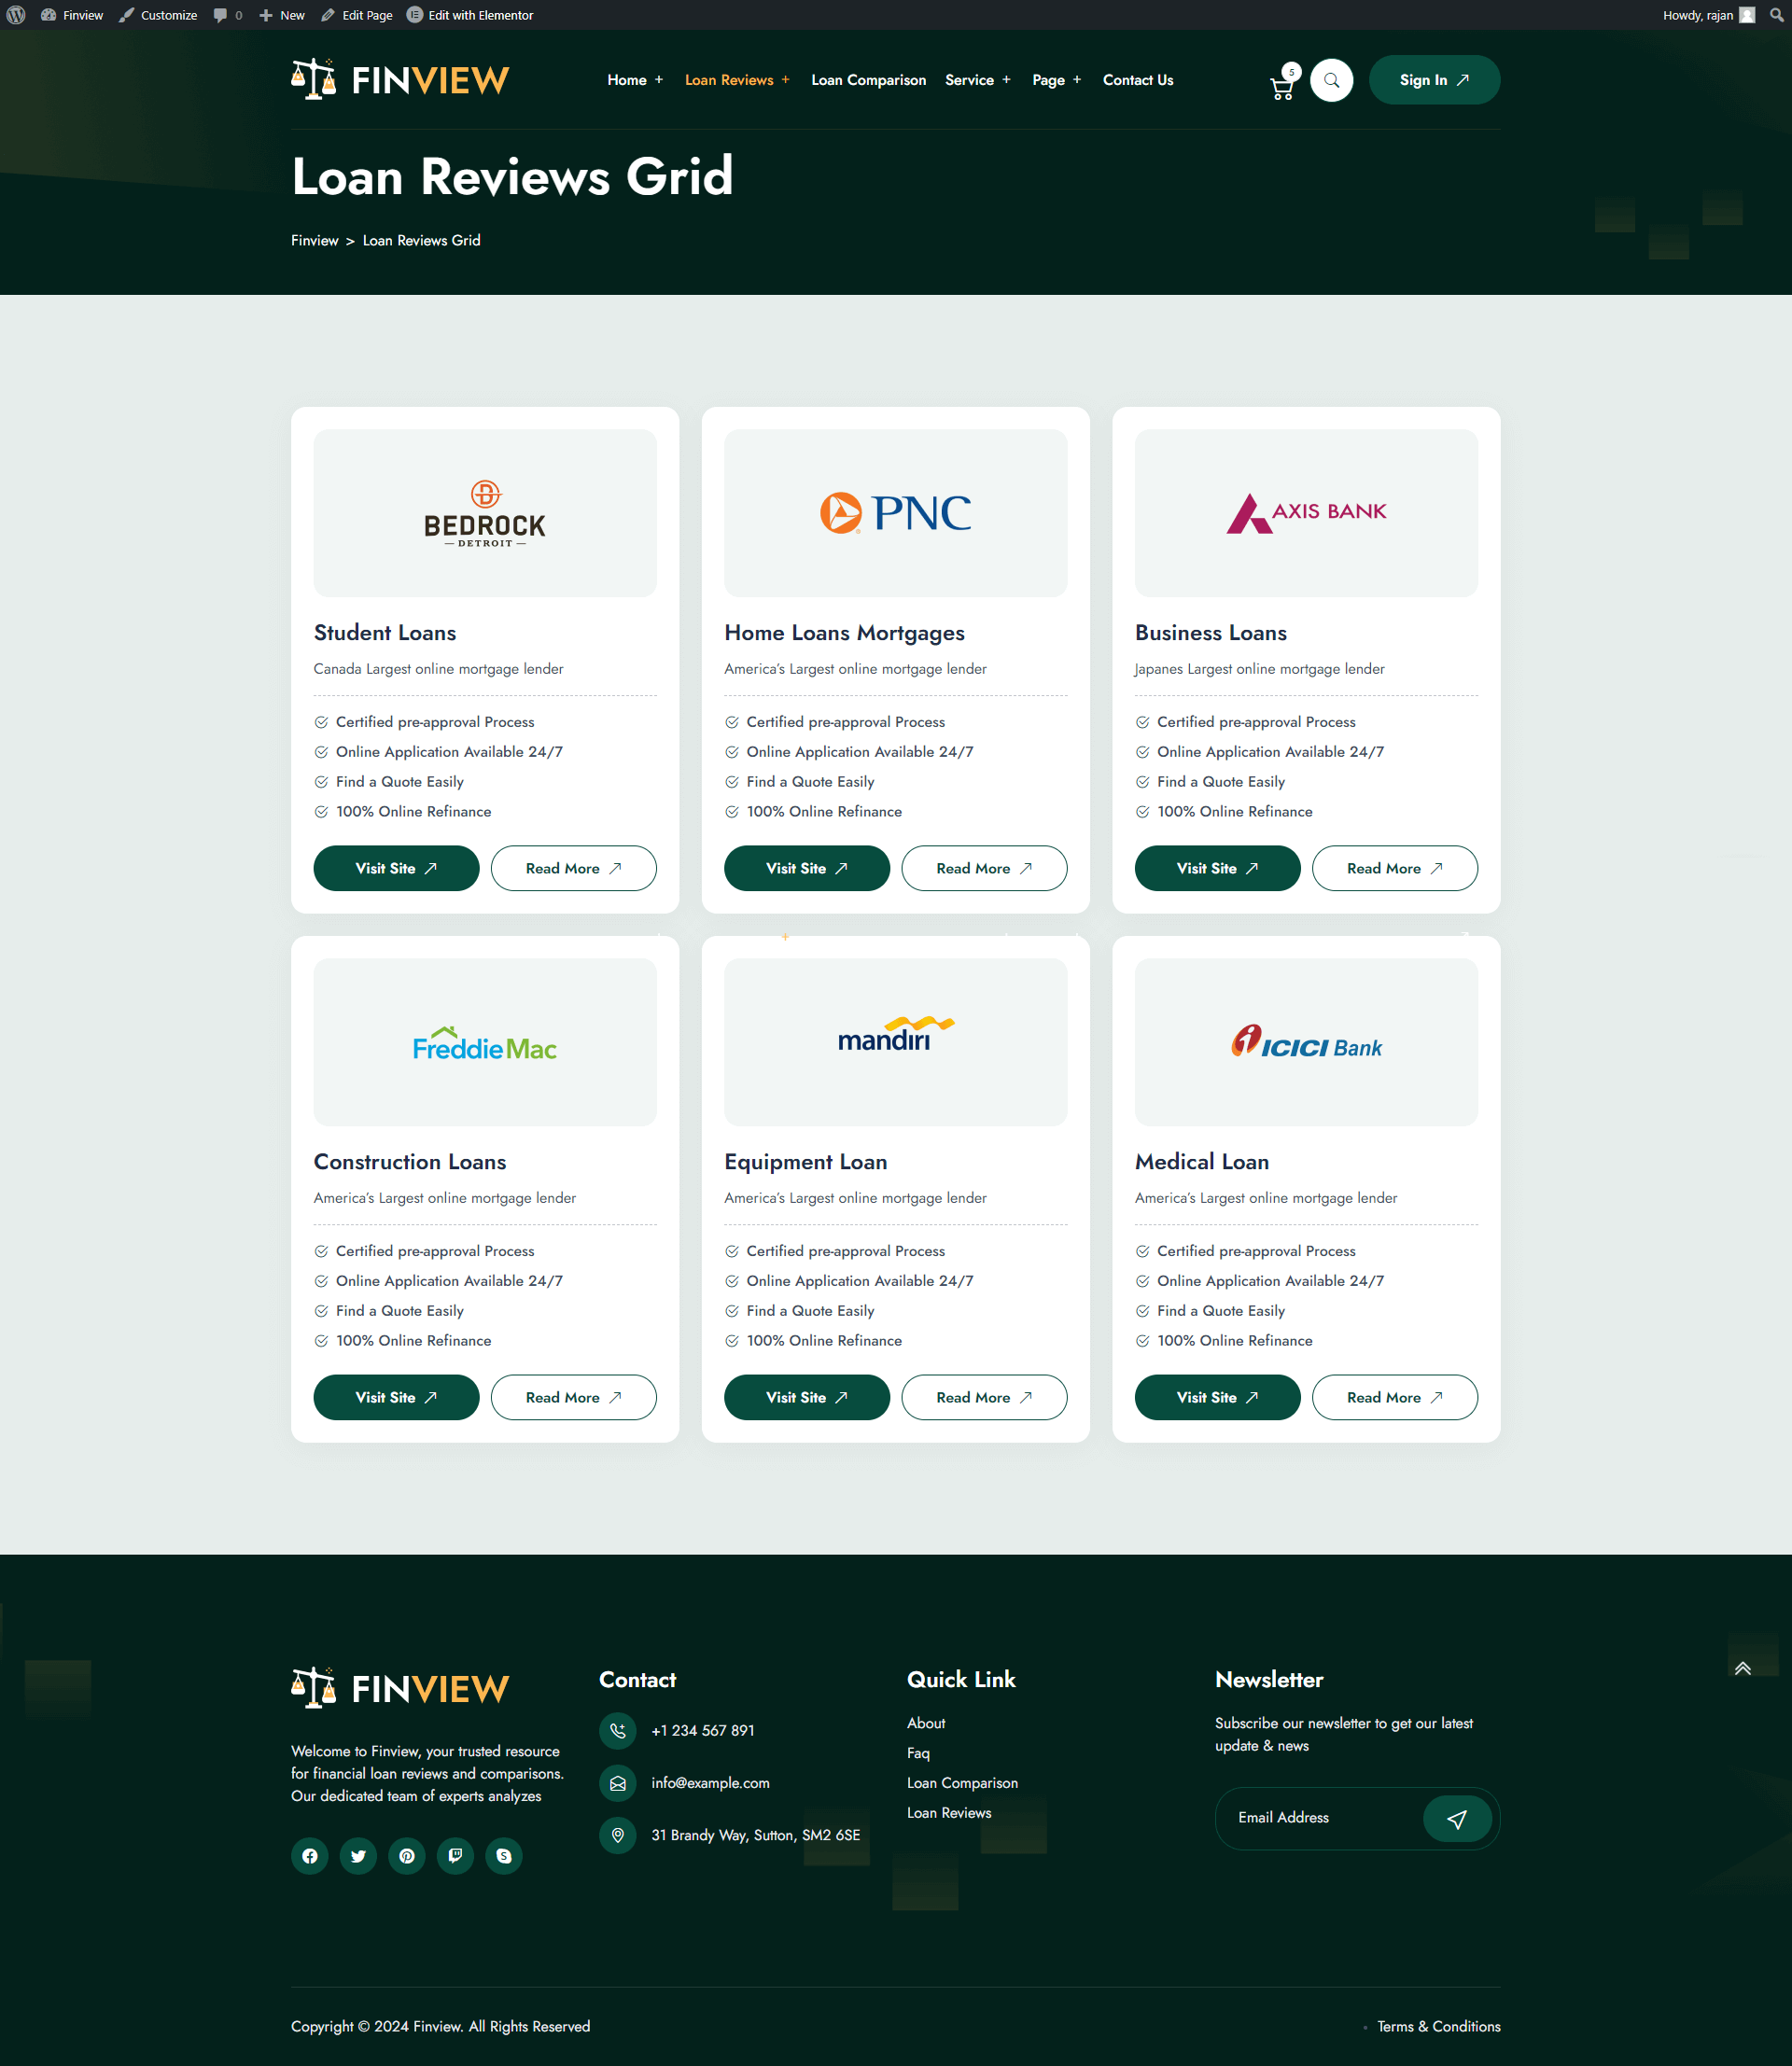 Finview Customize 0 New Edit Page Edit with Elementor Howdy, rajan
FINVIEW Home + Loan Reviews + Loan Comparison Service + Page + Contact Us 5 Sign In
Loan Reviews Grid
Finview > Loan Reviews Grid
BEDROCK
DETROIT
PNC
AXIS BANK
Student Loans
Canada Largest online mortgage lender
Certified pre-approval Process
Online Application Available 24/7
Find a Quote Easily
100% Online Refinance
Visit Site Read More
Home Loans Mortgages
America's Largest online mortgage lender
Certified pre-approval Process
Online Application Available 24/7
Find a Quote Easily
100% Online Refinance
Visit Site Read More
Business Loans
Japanes Largest online mortgage lender
Certified pre-approval Process
Online Application Available 24/7
Find a Quote Easily
100% Online Refinance
Visit Site Read More
Freddie Mac
mandiri
ICICI Bank
Construction Loans
America's Largest online mortgage lender
Certified pre-approval Process
Online Application Available 24/7
Find a Quote Easily
100% Online Refinance
Visit Site Read More
Equipment Loan
America's Largest online mortgage lender
Certified pre-approval Process
Online Application Available 24/7
Find a Quote Easily
100% Online Refinance
Visit Site Read More
Medical Loan
America's Largest online mortgage lender
Certified pre-approval Process
Online Application Available 24/7
Find a Quote Easily
100% Online Refinance
Visit Site Read More
FINVIEW
Welcome to Finview, your trusted resource
for financial loan reviews and comparisons.
Our dedicated team of experts analyzes
Contact
+1 234 567 891
info@example.com
31 Brandy Way, Sutton, SM2 6SE
Quick Link
About
Faq
Loan Comparison
Loan Reviews
Newsletter
Subscribe our newsletter to get our latest
update & news
Email Address
Copyright © 2024 Finview. All Rights Reserved
Terms & Conditions